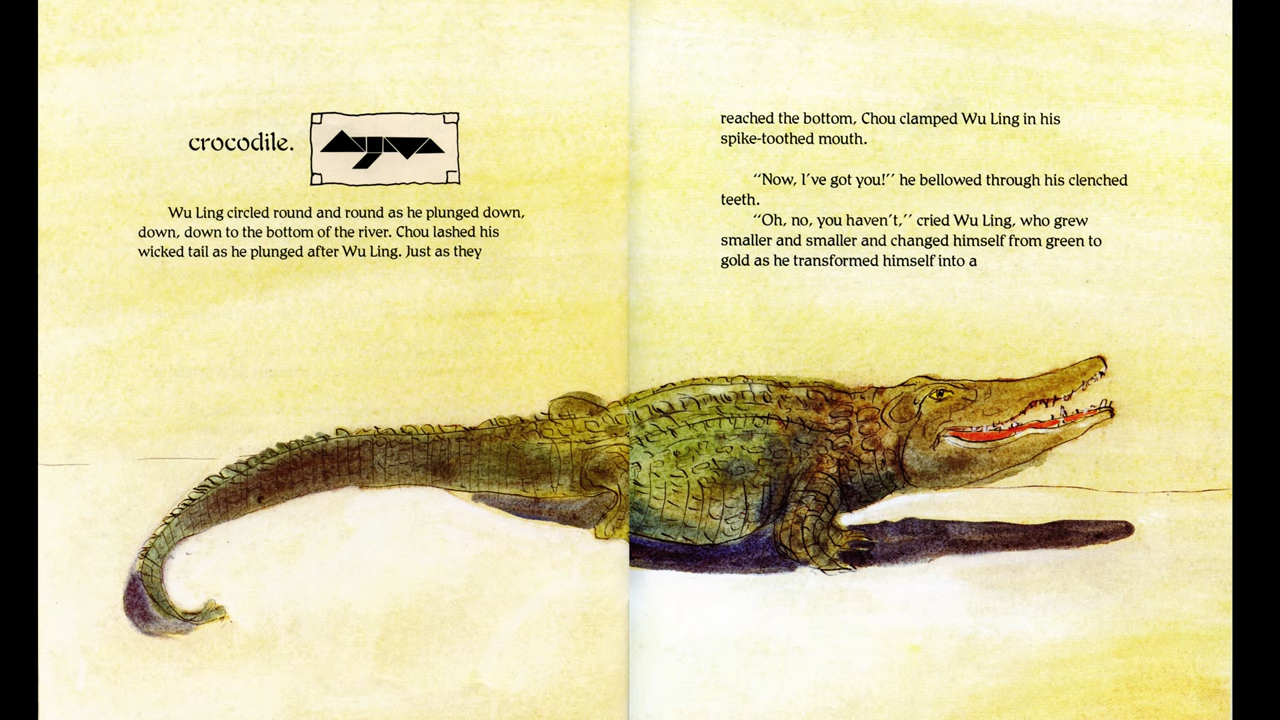 crocodile.
Wu Ling circled round and round as he plunged down,
down, down to the bottom of the river. Chou lashed his
wicked tail as he plunged after Wu Ling. Just as they
reached the bottom, Chou clamped Wu Ling in his
spike-toothed mouth.
“Now, I’ve got you!” he bellowed through his clenched
teeth.
“Oh, no, you haven’t,” cried Wu Ling, who grew
smaller and smaller and changed himself from green to
gold as he transformed himself into a